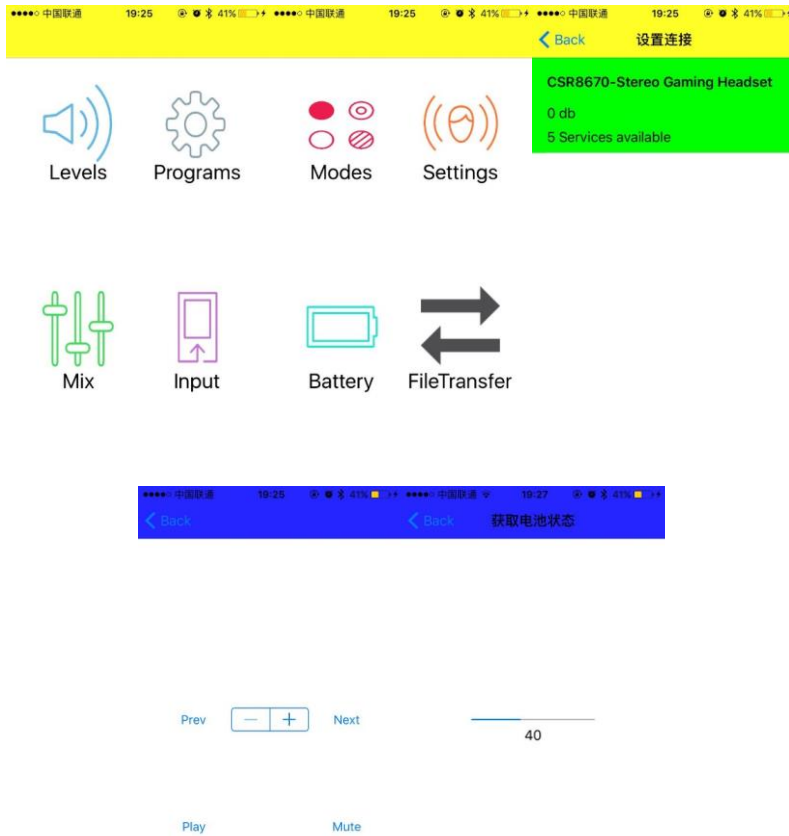 中国联通 19:25 41%
中国联通 19:25 41%
中国联通 19:25 41%
Back 设置连接
CSR8670-Stereo Gaming Headset
0 db
5 Services available
Levels Programs
Modes Settings
Mix Input
Battery FileTransfer
中国联通 19:25 41%
Back
中国联通 19:27 41%
Back 获取电池状态
Prev — + Next
Play Mute
40